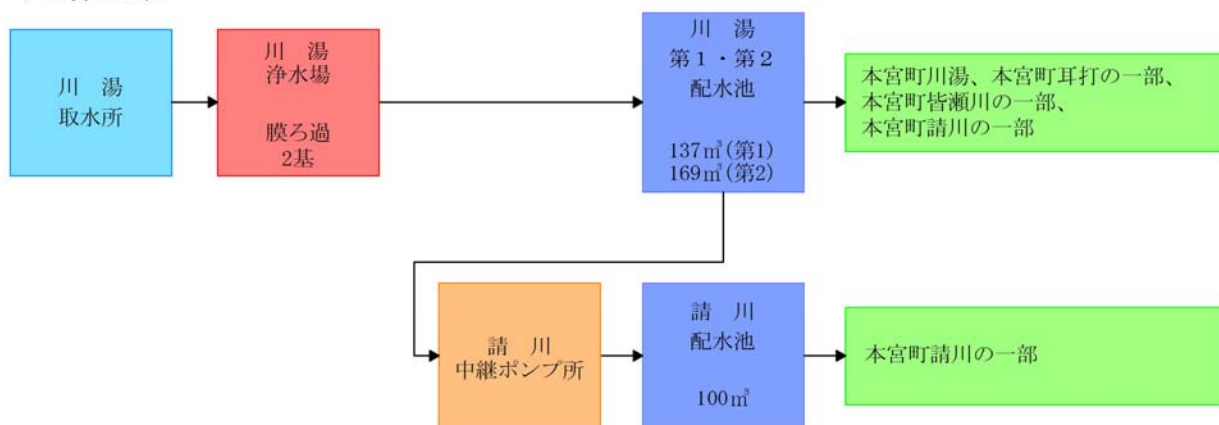 川　湯
取水所
川　湯
浄水場
膜ろ過
2基
川　湯
第１・第２
配水池
137㎥(第1)
169㎥(第2)
本宮町川湯、本宮町耳打の一部、
本宮町皆瀬川の一部、
本宮町請川の一部
請　川
中継ポンプ所
請　川
配水池
100㎥
本宮町請川の一部